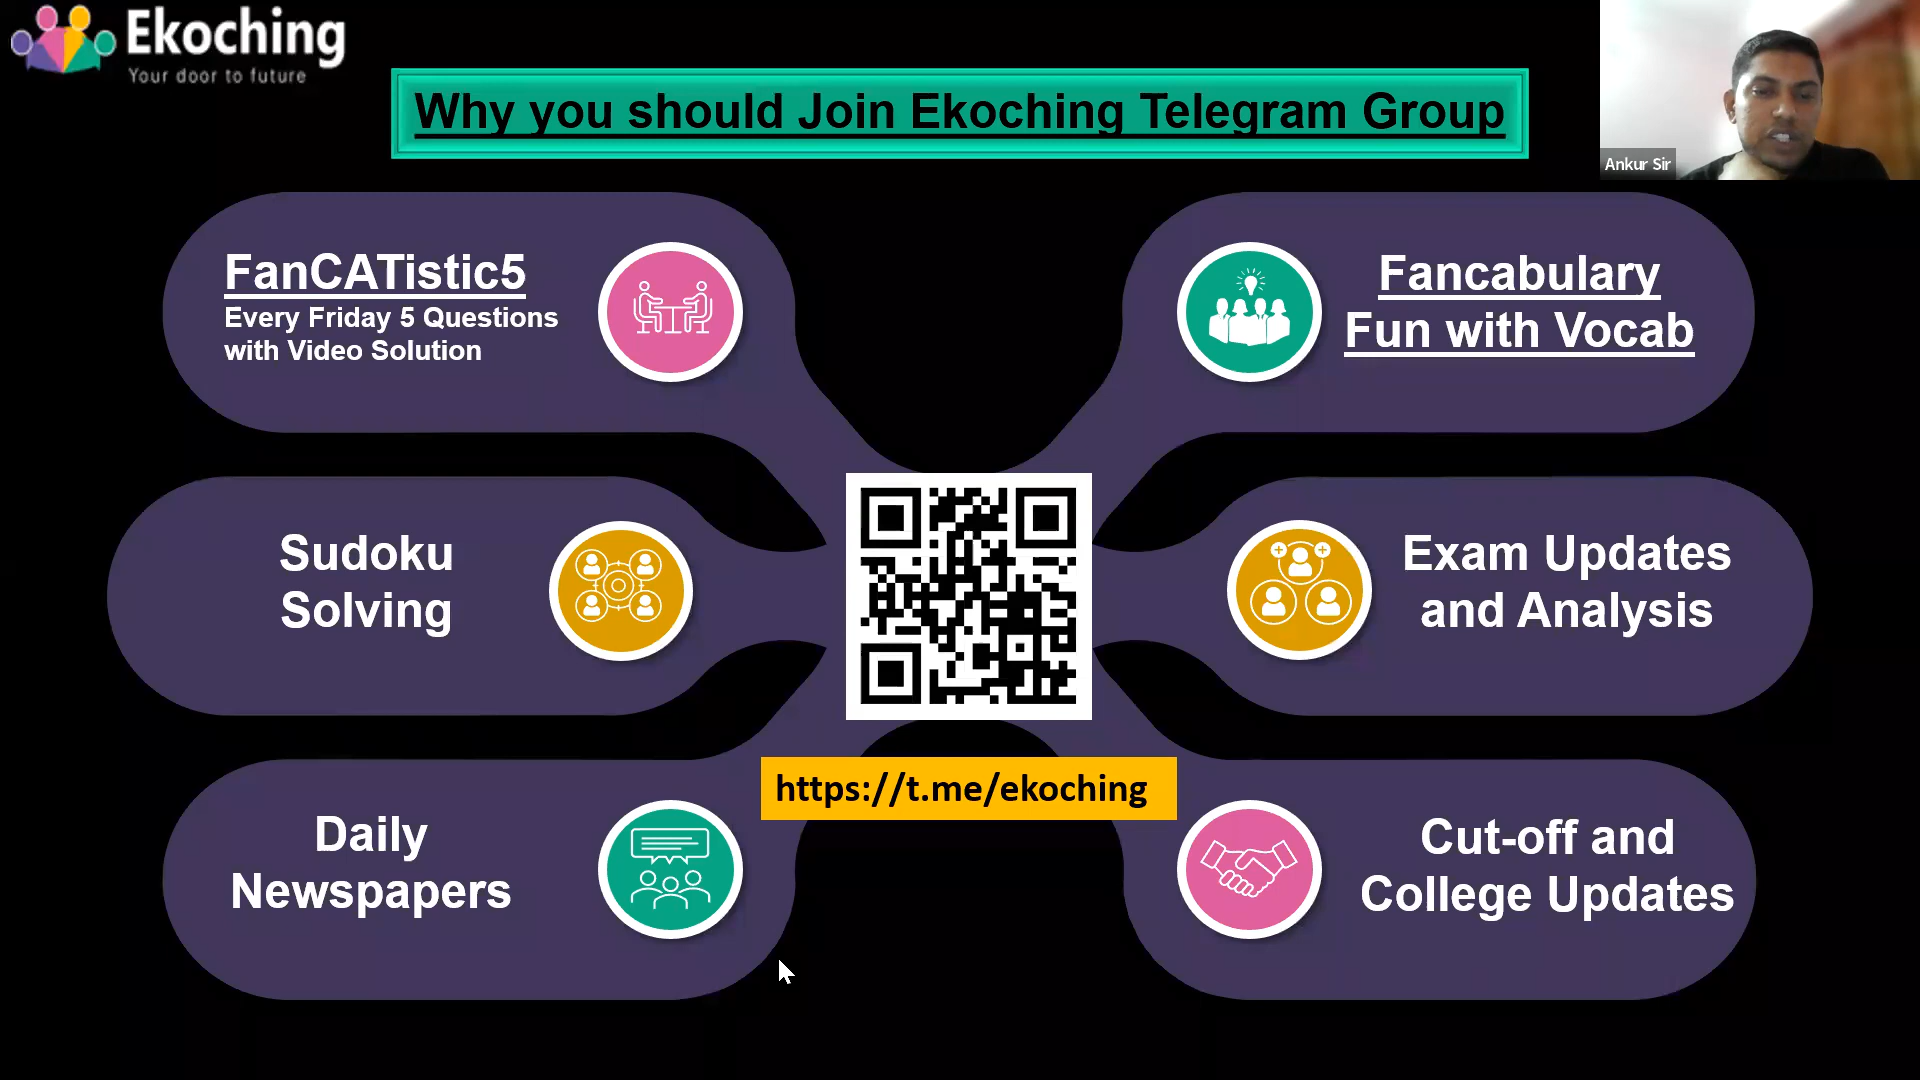 Ekoching
Your door to future
Why you should Join Ekoching Telegram Group
Ankur Sir
FanCATistic5
Every Friday 5 Questions
with Video Solution
Fancabulary
Fun with Vocab
Sudoku
Solving
Exam Updates
and Analysis
https://t.me/ekoching
Daily
Newspapers
Cut-off and
College Updates